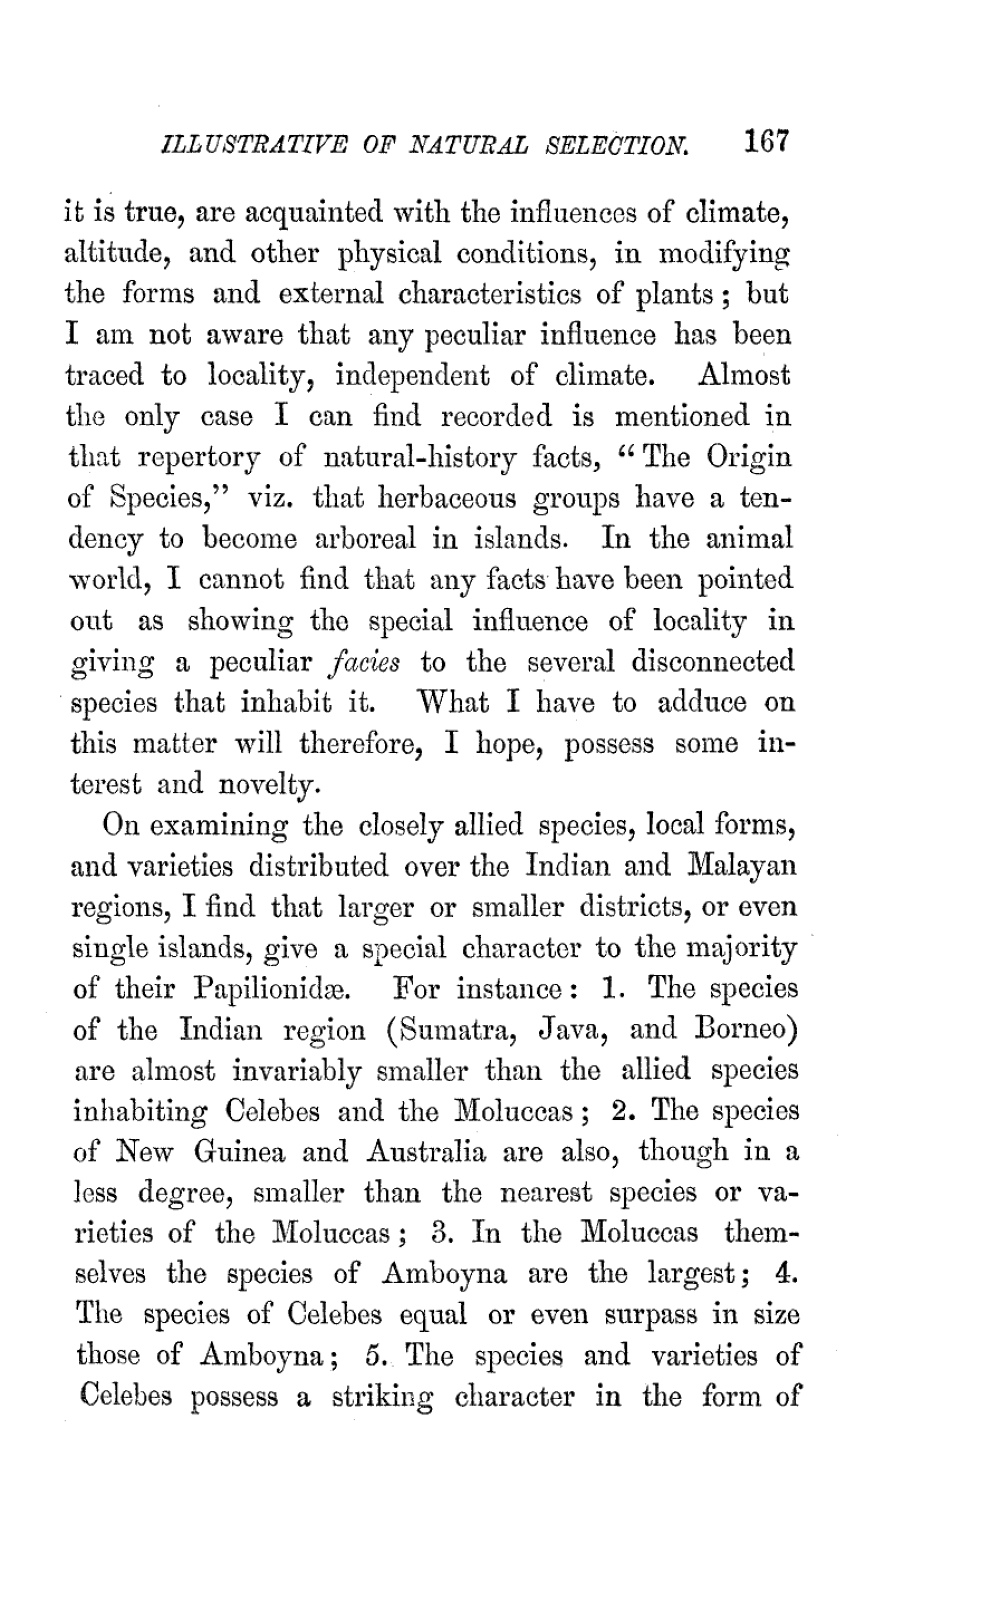 ILLUSTRATIVE OF NATURAL SELECTION. 167
it is true, are acquainted with the influences of climate,
altitude, and other physical conditions, in modifying
the forms and external characteristics of plants; but
I am not aware that any peculiar influence has been
traced to locality, independent of climate. Almost
the only case I can find recorded is mentioned in
that repertory of natural-history facts, “The Origin
of Species,” viz. that herbaceous groups have a ten-
dency to become arboreal in islands. In the animal
world, I cannot find that any facts have been pointed
out as showing the special influence of locality in
giving a peculiar facies to the several disconnected
species that inhabit it. What I have to adduce on
this matter will therefore, I hope, possess some in-
terest and novelty.
On examining the closely allied species, local forms,
and varieties distributed over the Indian and Malayan
regions, I find that larger or smaller districts, or even
single islands, give a special character to the majority
of their Papilionidæ. For instance: 1. The species
of the Indian region (Sumatra, Java, and Borneo)
are almost invariably smaller than the allied species
inhabiting Celebes and the Moluccas; 2. The species
of New Guinea and Australia are also, though in a
less degree, smaller than the nearest species or va-
rieties of the Moluccas; 3. In the Moluccas them-
selves the species of Amboyna are the largest; 4.
The species of Celebes equal or even surpass in size
those of Amboyna; 5. The species and varieties of
Celebes possess a striking character in the form of